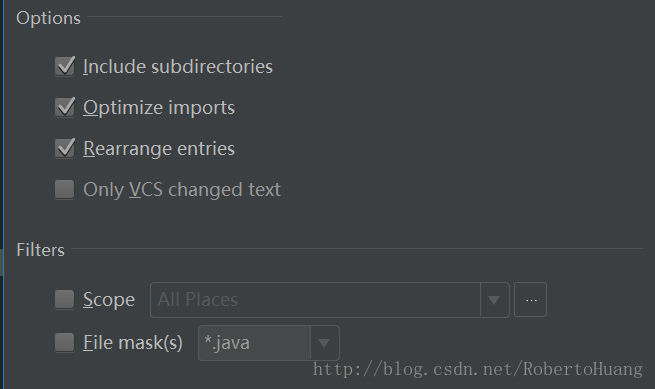 Options
Include subdirectories
Optimize imports
Rearrange entries
Only VCS changed text
Filters
Scope All Places ...
File mask(s) *.java
http://blog.csdn.net/RobertoHuang